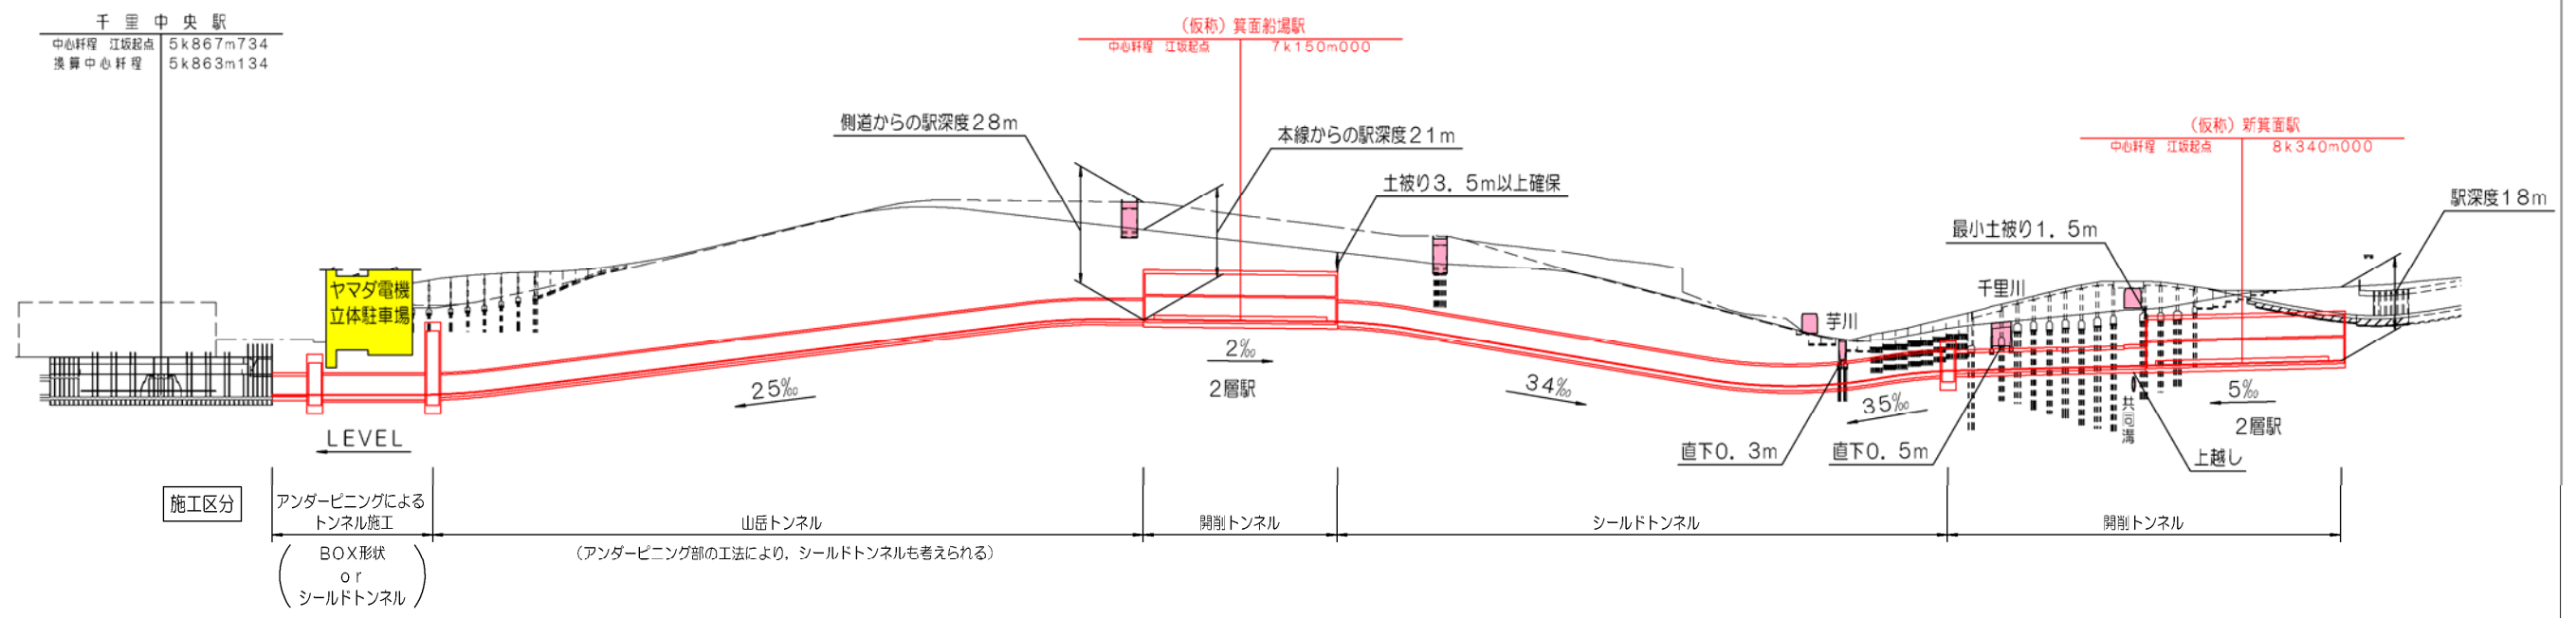 千里中央駅
中心粁程 江坂起点 5k867m734
換算中心粁程 5k863m134
(仮称) 箕面船場駅
中心粁程 江坂起点 7k150m000
側道からの駅深度28m
本線からの駅深度21m
土被り3.5m以上確保
(仮称) 新箕面駅
中心粁程 江坂起点 8k340m000
駅深度18m
最小土被り1.5m
ヤマダ電機
立体駐車場
千里川
芋川
LEVEL
25‰
2‰
2層駅
34‰
35‰
共同溝
5‰
2層駅
直下0.3m
直下0.5m
上越し
施工区分
アンダーピニングによる
トンネル施工
BOX形状
or
シールドトンネル
山岳トンネル
(アンダーピニング部の工法により,シールドトンネルも考えられる)
開削トンネル
シールドトンネル
開削トンネル